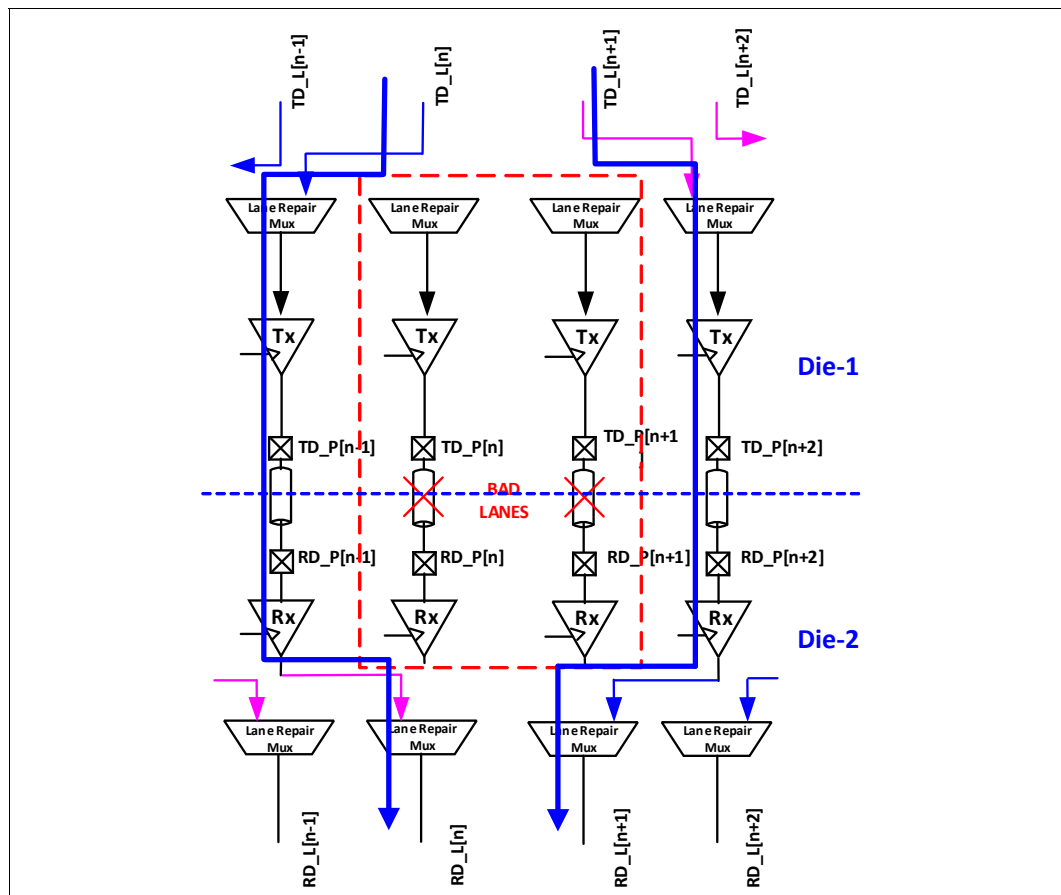 TD_L[n-1]
TD_L[n]
TD_L[n+1]
TD_L[n+2]
Lane Repair
Mux
Lane Repair
Mux
Lane Repair
Mux
Lane Repair
Mux
Tx
Tx
Tx
Tx
Die-1
TD_P[n-1]
TD_P[n]
TD_P[n+1
]
TD_P[n+2]
BAD
LANES
RD_P[n-1]
RD_P[n]
RD_P[n+1]
RD_P[n+2]
Rx
Rx
Rx
Rx
Die-2
Lane Repair
Mux
Lane Repair
Mux
Lane Repair
Mux
Lane Repair
Mux
RD_L[n-1]
RD_L[n]
RD_L[n+1]
RD_L[n+2]